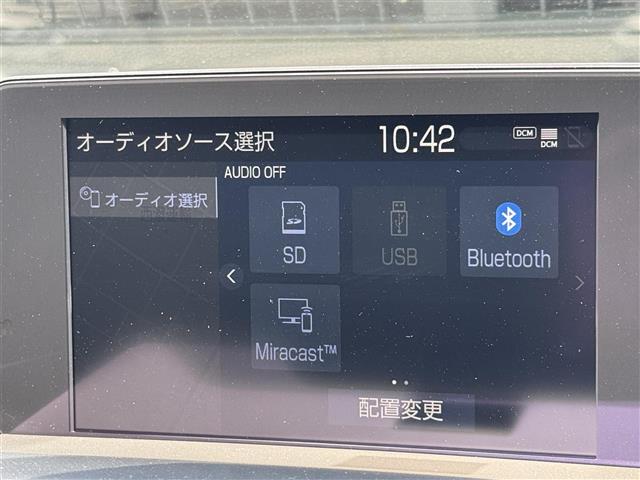 オーディオソース選択 10:42 DCM DCM
AUDIO OFF
オーディオ選択
SD USB Bluetooth
Miracast™
配置変更